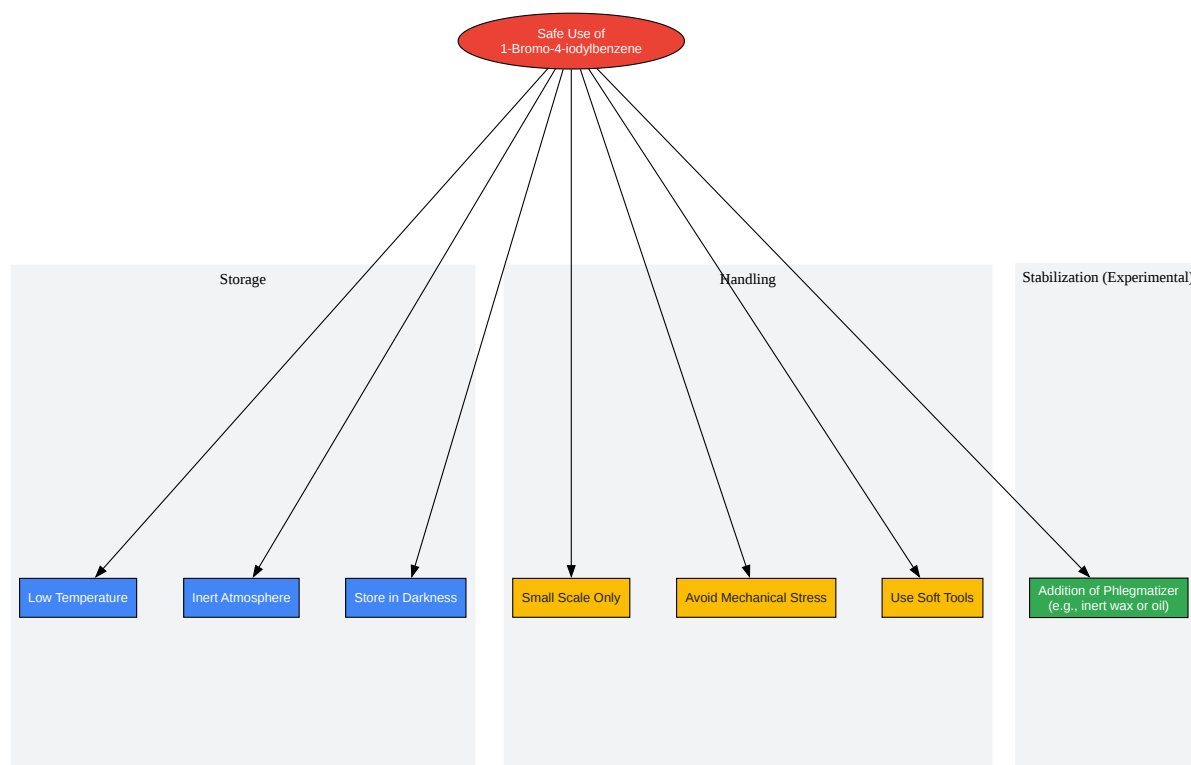 Safe Use of
1-Bromo-4-iodylbenzene
Storage
Handling
Stabilization (Experimental)
Low Temperature
Inert Atmosphere
Store in Darkness
Small Scale Only
Avoid Mechanical Stress
Use Soft Tools
Addition of Phlegmatizer
(e.g., inert wax or oil)